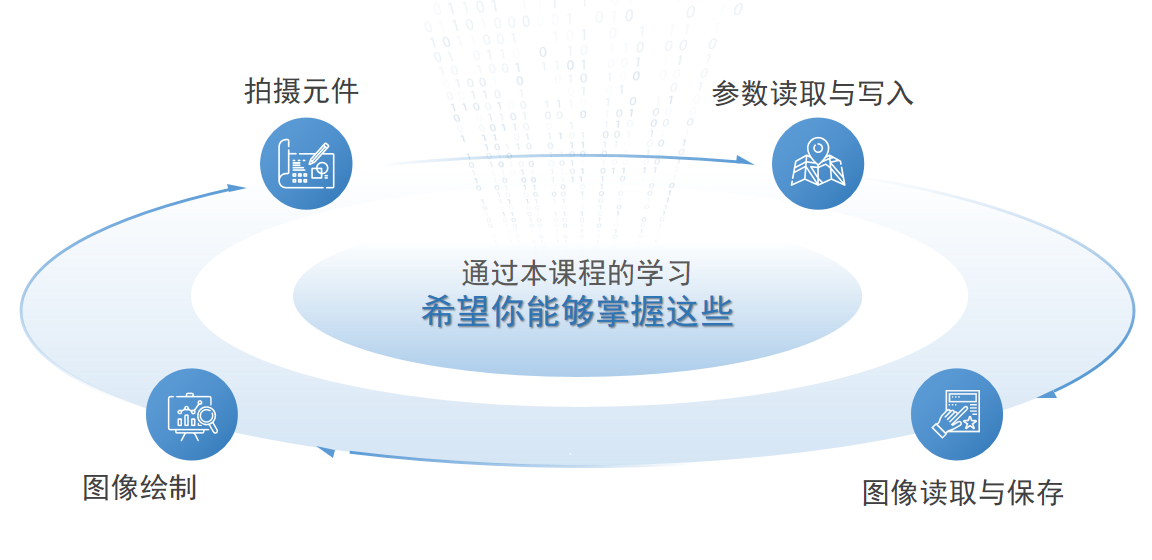 拍摄元件
参数读取与写入
通过本课程的学习
希望你能够掌握这些
图像绘制
图像读取与保存